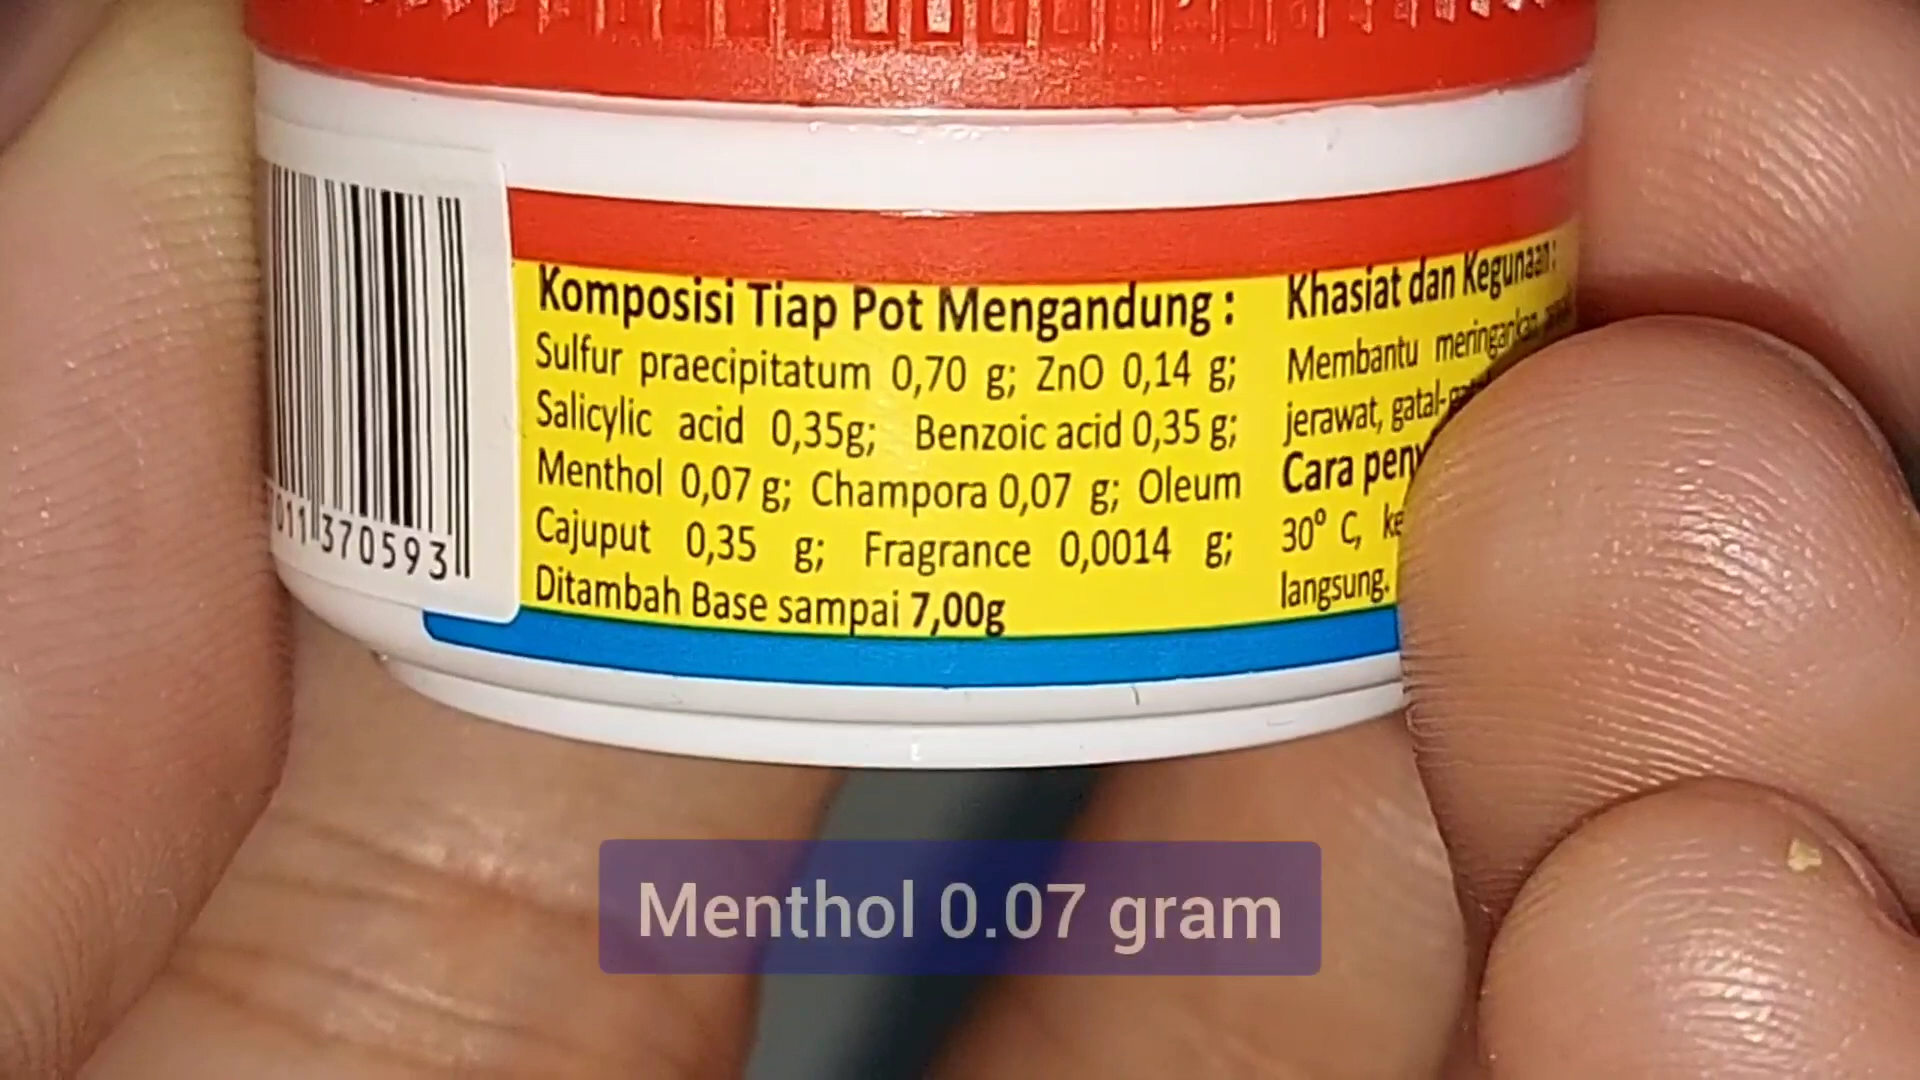 Komposisi Tiap Pot Mengandung :
Sulfur praecipitatum 0,70 g; ZnO 0,14 g;
Salicylic acid 0,35g; Benzoic acid 0,35 g;
Menthol 0,07 g; Champora 0,07 g; Oleum
Cajuput 0,35 g; Fragrance 0,0014 g;
Ditambah Base sampai 7,00g
Khasiat dan Kegunaan :
Membantu meringankan
jerawat,
Cara
30° C,
langsung.
011 370593
Menthol 0.07 gram